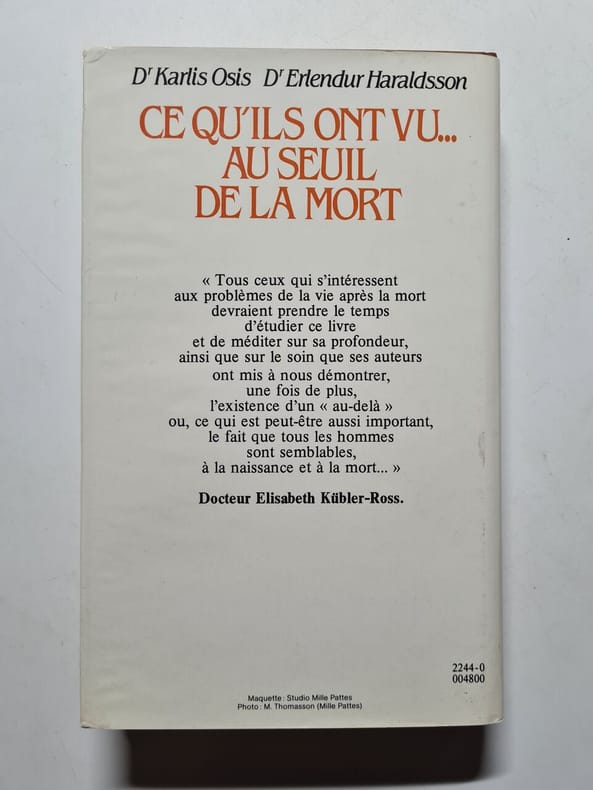 Dʳ Karlis Osis Dʳ Erlendur Haraldsson
CE QU'ILS ONT VU...
AU SEUIL
DE LA MORT
« Tous ceux qui s'intéressent
aux problèmes de la vie après la mort
devraient prendre le temps
d'étudier ce livre
et de méditer sur sa profondeur,
ainsi que sur le soin que ses auteurs
ont mis à nous démontrer,
une fois de plus,
l'existence d'un « au-delà »
ou, ce qui est peut-être aussi important,
le fait que tous les hommes
sont semblables,
à la naissance et à la mort... »
Docteur Elisabeth Kübler-Ross.
2244-0
004800
Maquette : Studio Mille Pattes
Photo : M. Thomasson (Mille Pattes)